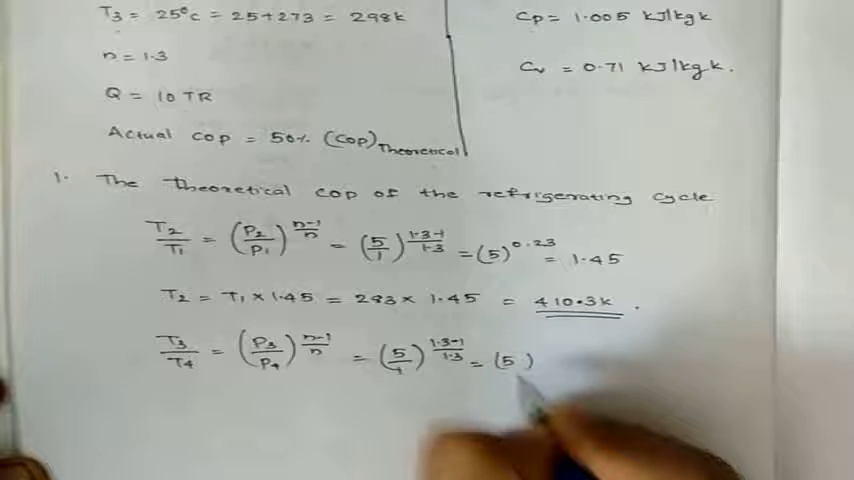 T3 = 25°c = 25+273 = 298k
n = 1.3
Q = 10 TR
Actual cop = 50% (cop)Theoretical
Cp = 1.005 kJ/kg k
Cv = 0.71 kJ/kg k.
1. The theoretical cop of the refrigerating cycle
T2/T1 = (P2/P1)^(n-1/n) = (5/1)^(1.3-1/1.3) = (5)^0.23 = 1.45
T2 = T1 × 1.45 = 283 × 1.45 = 410.3k.
T3/T4 = (P3/P4)^(n-1/n) = (5/1)^(1.3-1/1.3) = (5)